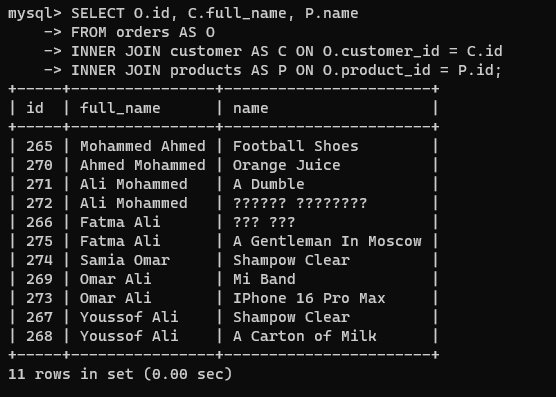 mysql> SELECT O.id, C.full_name, P.name
    -> FROM orders AS O
    -> INNER JOIN customer AS C ON O.customer_id = C.id
    -> INNER JOIN products AS P ON O.product_id = P.id;
+-----+----------------+-----------------------+
| id  | full_name      | name                  |
+-----+----------------+-----------------------+
| 265 | Mohammed Ahmed | Football Shoes        |
| 270 | Ahmed Mohammed | Orange Juice          |
| 271 | Ali Mohammed   | A Dumble              |
| 272 | Ali Mohammed   | ?????? ????????       |
| 266 | Fatma Ali      | ??? ???               |
| 275 | Fatma Ali      | A Gentleman In Moscow |
| 274 | Samia Omar     | Shampow Clear         |
| 269 | Omar Ali       | Mi Band               |
| 273 | Omar Ali       | IPhone 16 Pro Max     |
| 267 | Youssof Ali    | Shampow Clear         |
| 268 | Youssof Ali    | A Carton of Milk      |
+-----+----------------+-----------------------+
11 rows in set (0.00 sec)